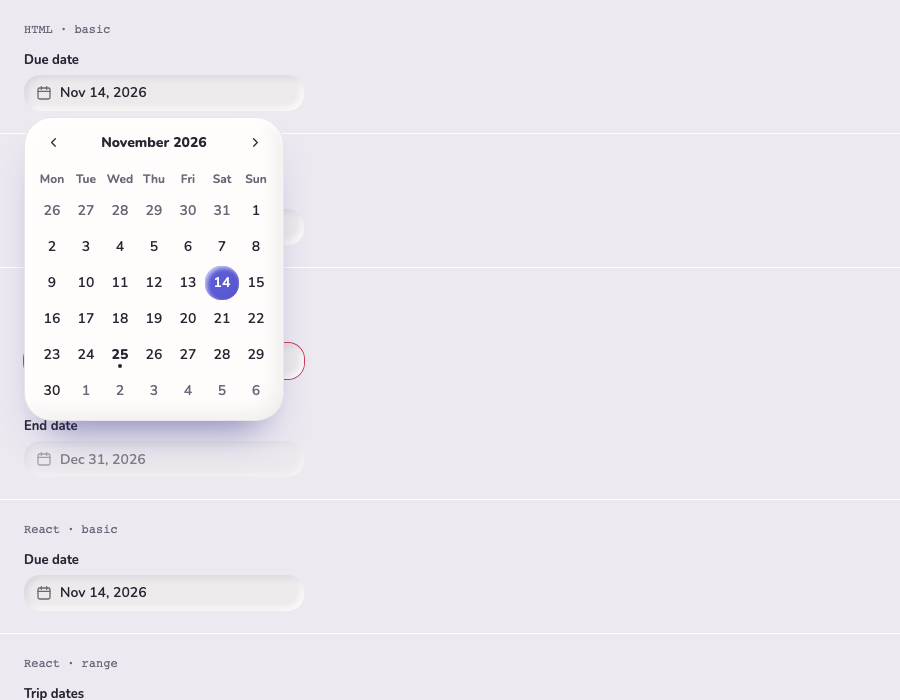 HTML · basic
Due date
Nov 14, 2026
November 2026
Mon Tue Wed Thu Fri Sat Sun
26 27 28 29 30 31 1
2 3 4 5 6 7 8
9 10 11 12 13 14 15
16 17 18 19 20 21 22
23 24 25 26 27 28 29
30 1 2 3 4 5 6
End date
Dec 31, 2026
React · basic
Due date
Nov 14, 2026
React · range
Trip dates